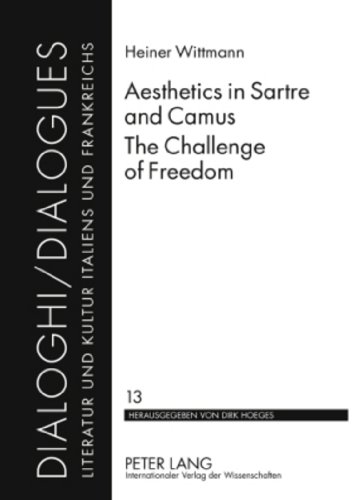 DIALOGHI/DIALOGUES
LITERATUR UND KULTUR ITALIENS UND FRANKREICHS
Heiner Wittmann
Aesthetics in Sartre
and Camus
The Challenge
of Freedom
13
HERAUSGEGEBEN VON DIRK HOEGES
PETER LANG
Internationaler Verlag der Wissenschaften